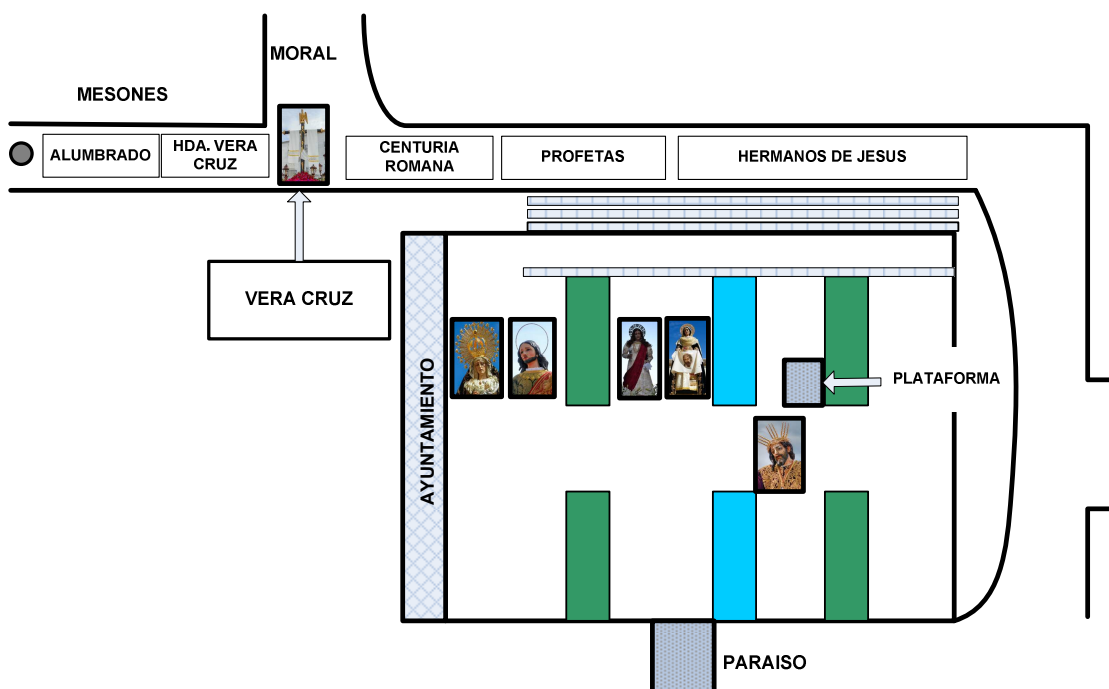 MORAL
MESONES
ALUMBRADO
HDA. VERA
CRUZ
CENTURIA
ROMANA
PROFETAS
HERMANOS DE JESUS
VERA CRUZ
AYUNTAMIENTO
PLATAFORMA
PARAISO